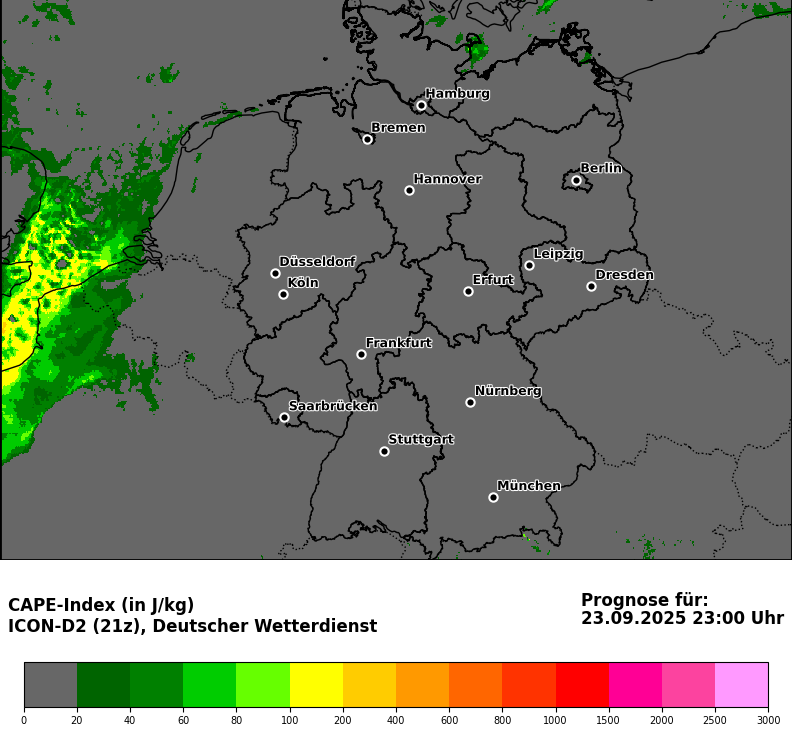 Hamburg
Bremen
Berlin
Hannover
Leipzig
Düsseldorf
Dresden
Köln
Erfurt
Frankfurt
Nürnberg
Saarbrücken
Stuttgart
München
CAPE-Index (in J/kg)
ICON-D2 (21z), Deutscher Wetterdienst
Prognose für:
23.09.2025 23:00 Uhr
0 20 40 60 80 100 200 400 600 800 1000 1500 2000 2500 3000